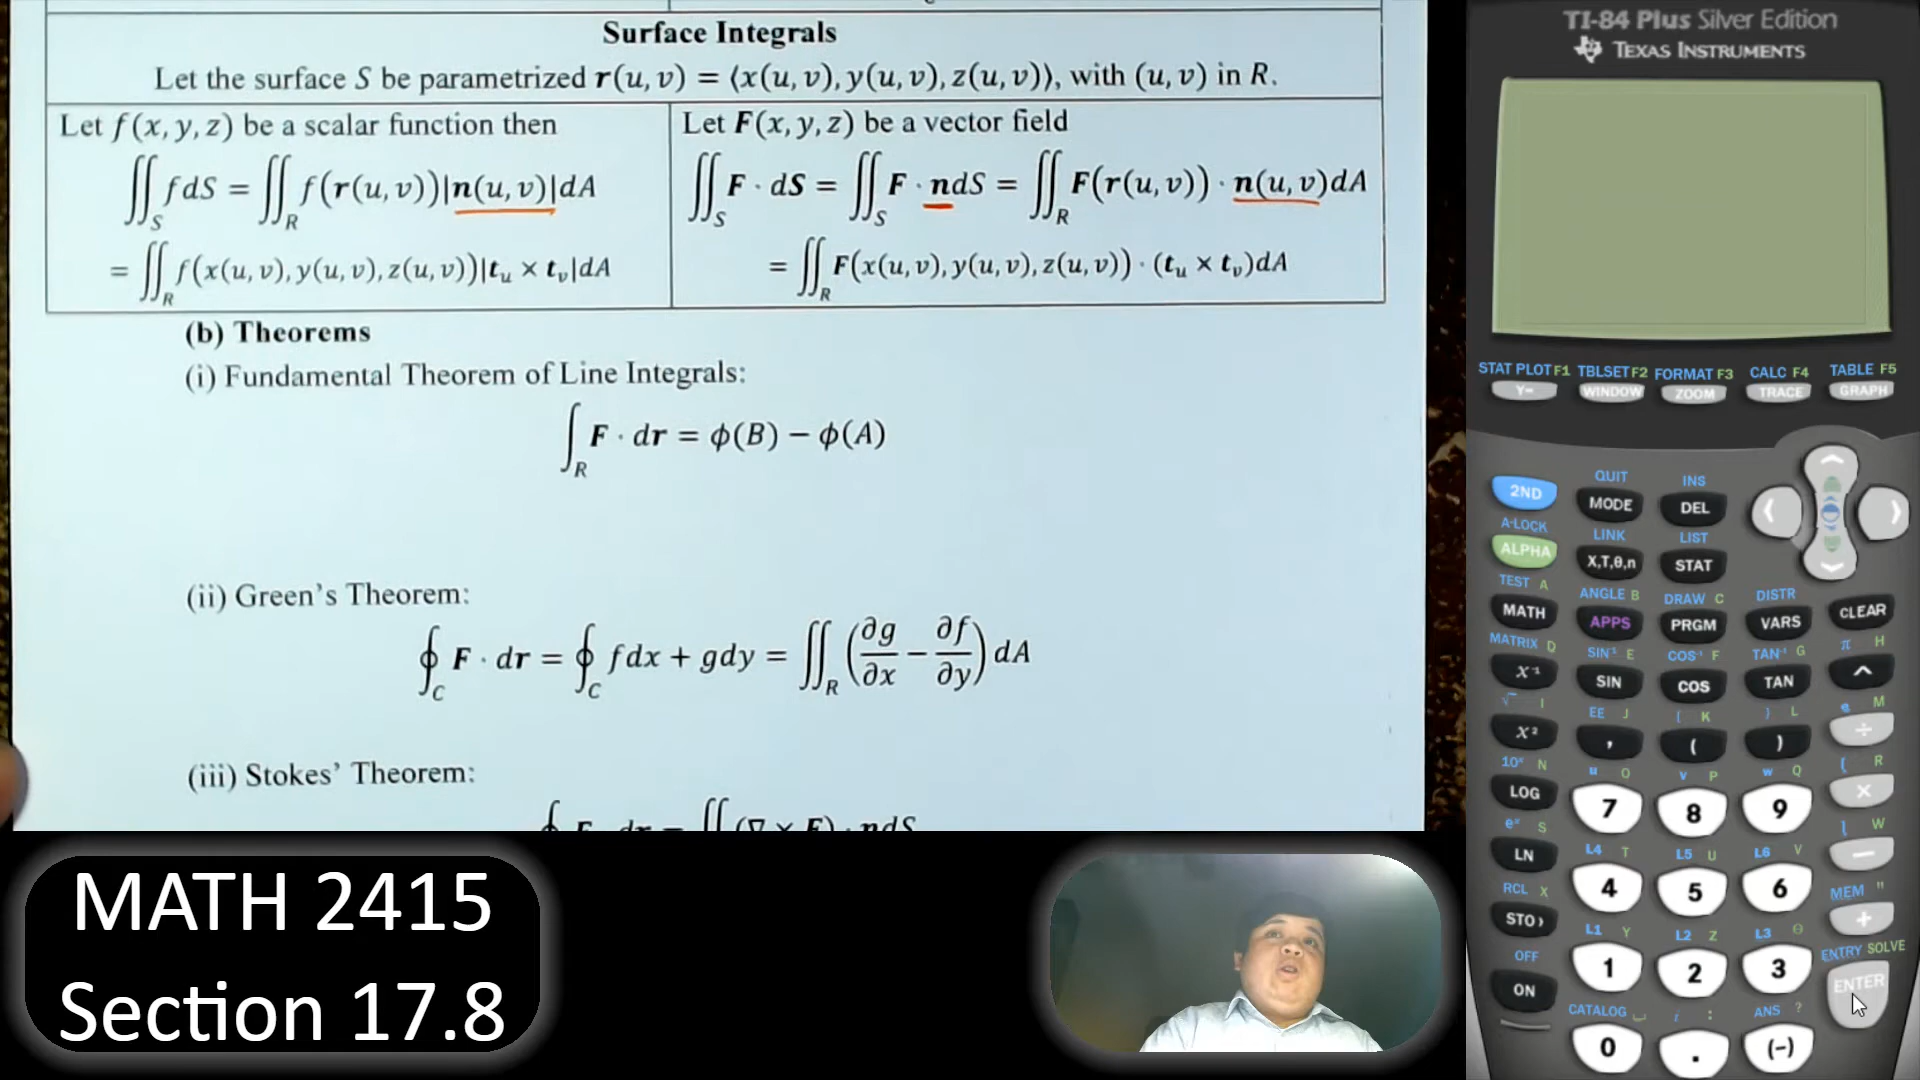 Surface Integrals
Let the surface S be parametrized r(u, v) = ⟨x(u, v), y(u, v), z(u, v)⟩, with (u, v) in R.
Let f(x, y, z) be a scalar function then
∬_S fdS = ∬_R f(r(u, v))|n(u, v)|dA
= ∬_R f(x(u, v), y(u, v), z(u, v))|t_u × t_v|dA
Let F(x, y, z) be a vector field
∬_S F · dS = ∬_S F · ndS = ∬_R F(r(u, v)) · n(u, v)dA
= ∬_R F(x(u, v), y(u, v), z(u, v)) · (t_u × t_v)dA
(b) Theorems
(i) Fundamental Theorem of Line Integrals:
∫_R F · dr = ϕ(B) − ϕ(A)
(ii) Green's Theorem:
∮_C F · dr = ∮_C fdx + gdy = ∬_R (∂g/∂x − ∂f/∂y) dA
(iii) Stokes' Theorem:
MATH 2415
Section 17.8
TI-84 Plus Silver Edition
TEXAS INSTRUMENTS
STAT PLOT F1 TBLSET F2 FORMAT F3 CALC F4 TABLE F5
Y= WINDOW ZOOM TRACE GRAPH
QUIT INS
2ND MODE DEL
A-LOCK LINK LIST
ALPHA X,T,θ,n STAT
TEST A ANGLE B DRAW C DISTR
MATH APPS PRGM VARS CLEAR
MATRIX D SIN⁻¹ E COS⁻¹ F TAN⁻¹ G π H
X⁻¹ SIN COS TAN ^
√ I EE J { K } L e M
X² , ( ) ÷
10ˣ N u O v P w Q [ R
LOG 7 8 9 ×
eˣ S L4 T L5 U L6 V ] W
LN 4 5 6 −
RCL X L1 Y L2 Z L3 θ MEM "
STO› 1 2 3 +
OFF CATALOG i : ANS ? ENTRY SOLVE
ON 0 . (−) ENTER